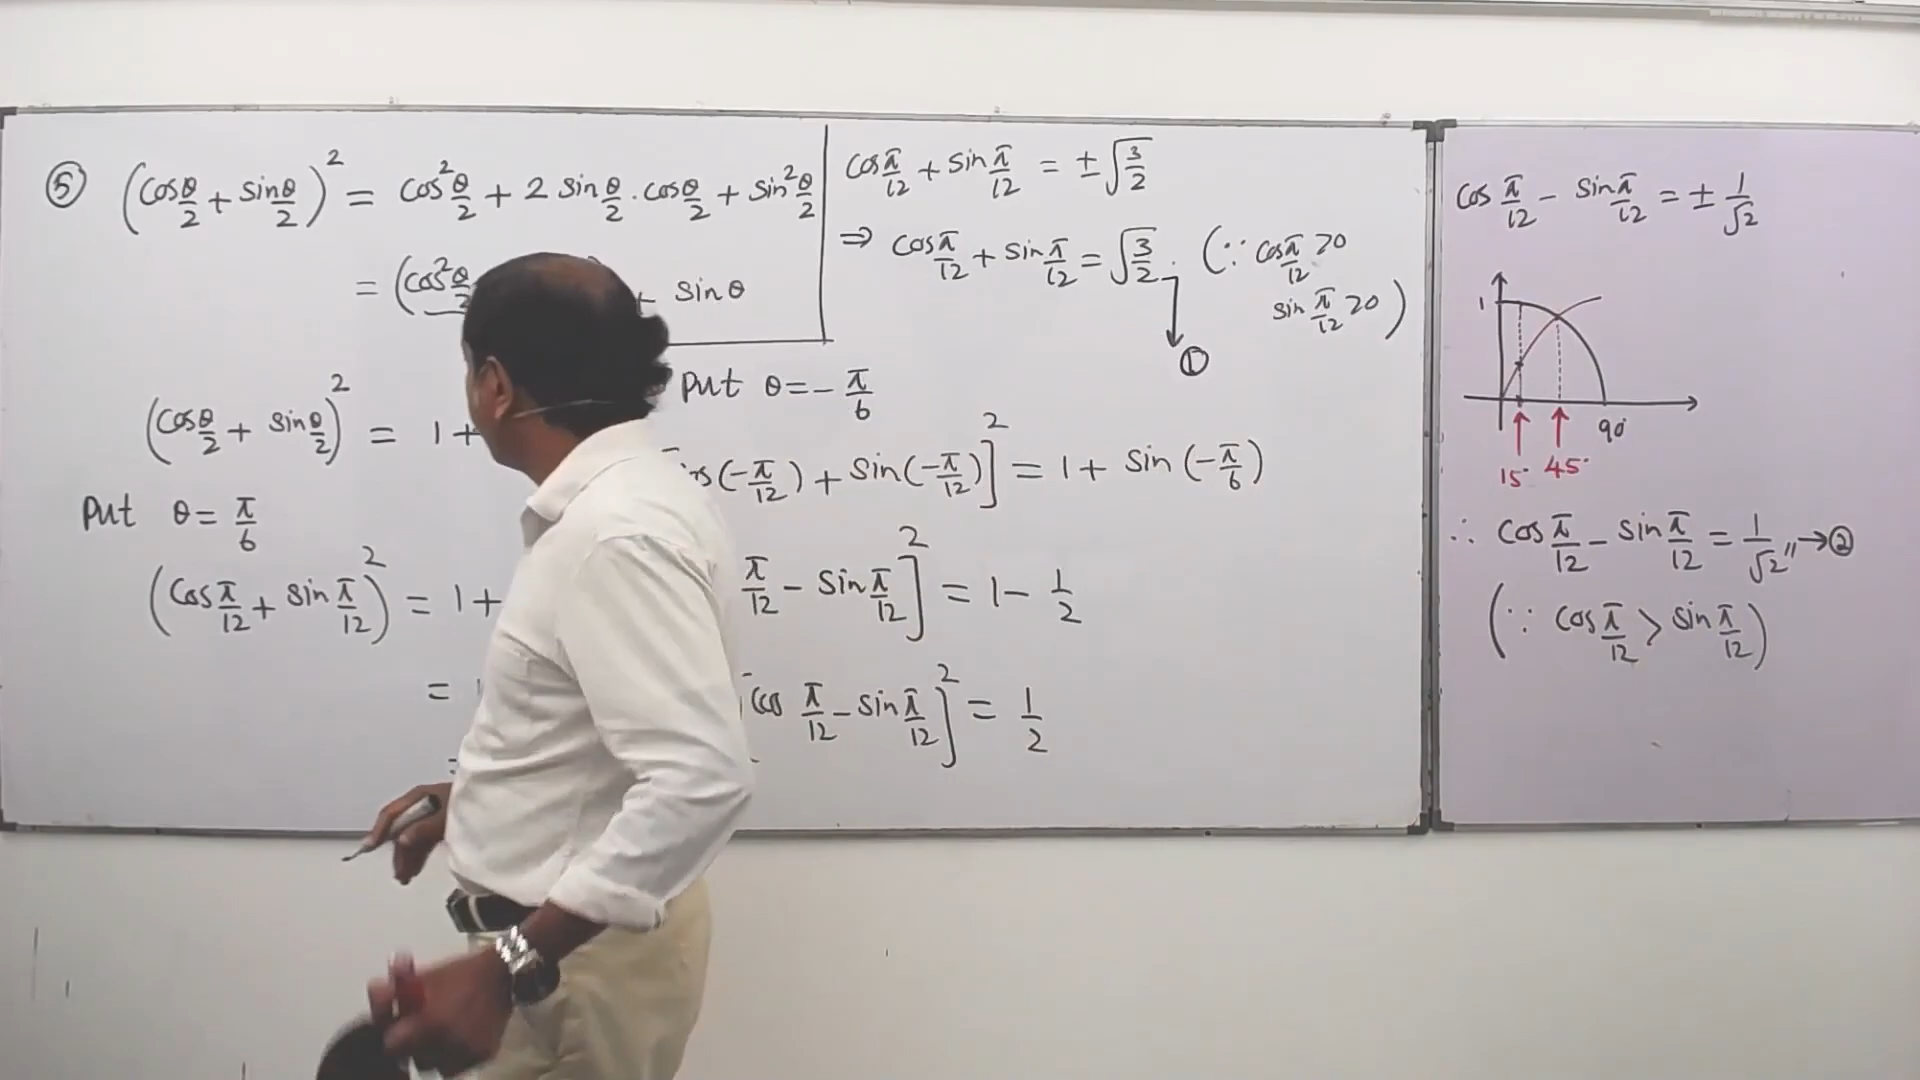 ⑤ (cos θ/2 + sin θ/2)² = cos² θ/2 + 2 sin θ/2 . cos θ/2 + sin² θ/2
= (cos² θ/2 + sin θ
(cos θ/2 + sin θ/2)² = 1 +
Put θ = π/6
(cos π/12 + sin π/12)² = 1 +
=
=
cos π/12 + sin π/12 = ± √(3/2)
⇒ cos π/12 + sin π/12 = √(3/2) . (∵ cos π/12 > 0
sin π/12 > 0)
①
Put θ = - π/6
(-π/12) + sin(-π/12)]² = 1 + sin(-π/6)
π/12 - sin π/12]² = 1 - 1/2
[cos π/12 - sin π/12]² = 1/2
cos π/12 - sin π/12 = ± 1/√2
1
90°
15° 45°
∴ cos π/12 - sin π/12 = 1/√2 〃 → ②
(∵ cos π/12 > sin π/12)